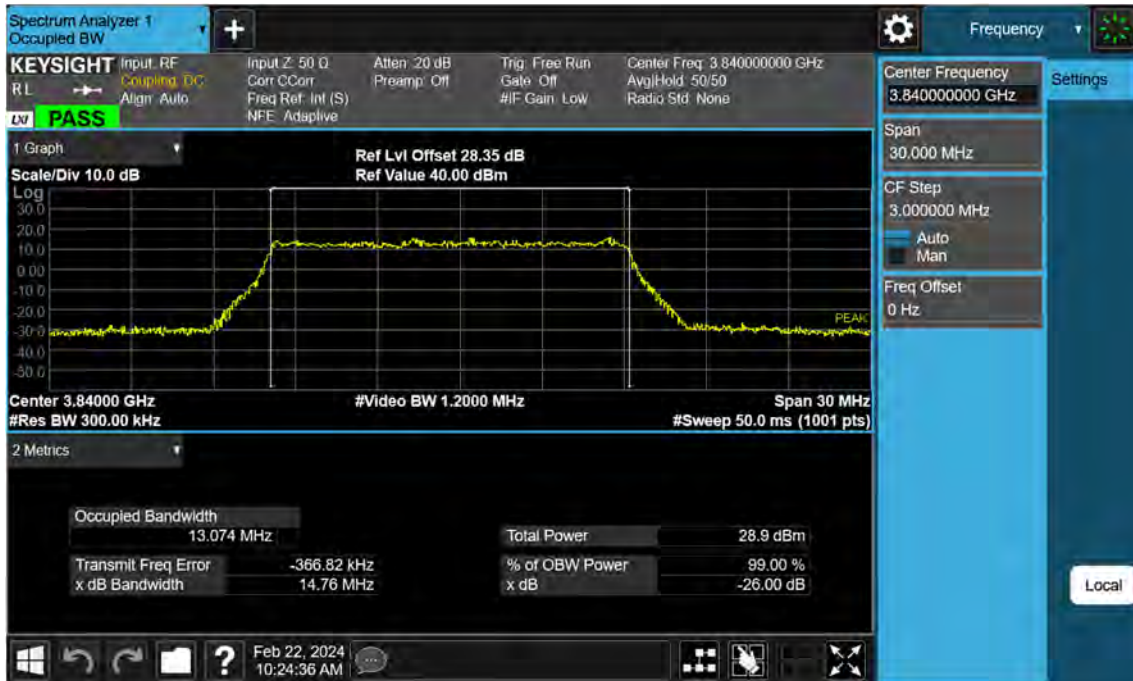 Spectrum Analyzer 1
Occupied BW
+
Frequency
KEYSIGHT
RL
LXI
PASS
Input: RF
Coupling: DC
Align: Auto
Input Z: 50 Ω
Corr CCorr
Freq Ref: Int (S)
NFE: Adaptive
Atten: 20 dB
Preamp: Off
Trig: Free Run
Gate: Off
#IF Gain: Low
Center Freq: 3.840000000 GHz
Avg|Hold: 50/50
Radio Std: None
1 Graph
Scale/Div 10.0 dB
Ref Lvl Offset 28.35 dB
Ref Value 40.00 dBm
Log
30.0
20.0
10.0
0.00
-10.0
-20.0
-30.0
-40.0
-50.0
PEAK
Center 3.84000 GHz
#Video BW 1.2000 MHz
Span 30 MHz
#Res BW 300.00 kHz
#Sweep 50.0 ms (1001 pts)
2 Metrics
Occupied Bandwidth
13.074 MHz
Total Power 28.9 dBm
Transmit Freq Error -366.82 kHz
% of OBW Power 99.00 %
x dB Bandwidth 14.76 MHz
x dB -26.00 dB
Center Frequency
3.840000000 GHz
Settings
Span
30.000 MHz
CF Step
3.000000 MHz
Auto
Man
Freq Offset
0 Hz
Local
?
Feb 22, 2024
10:24:36 AM